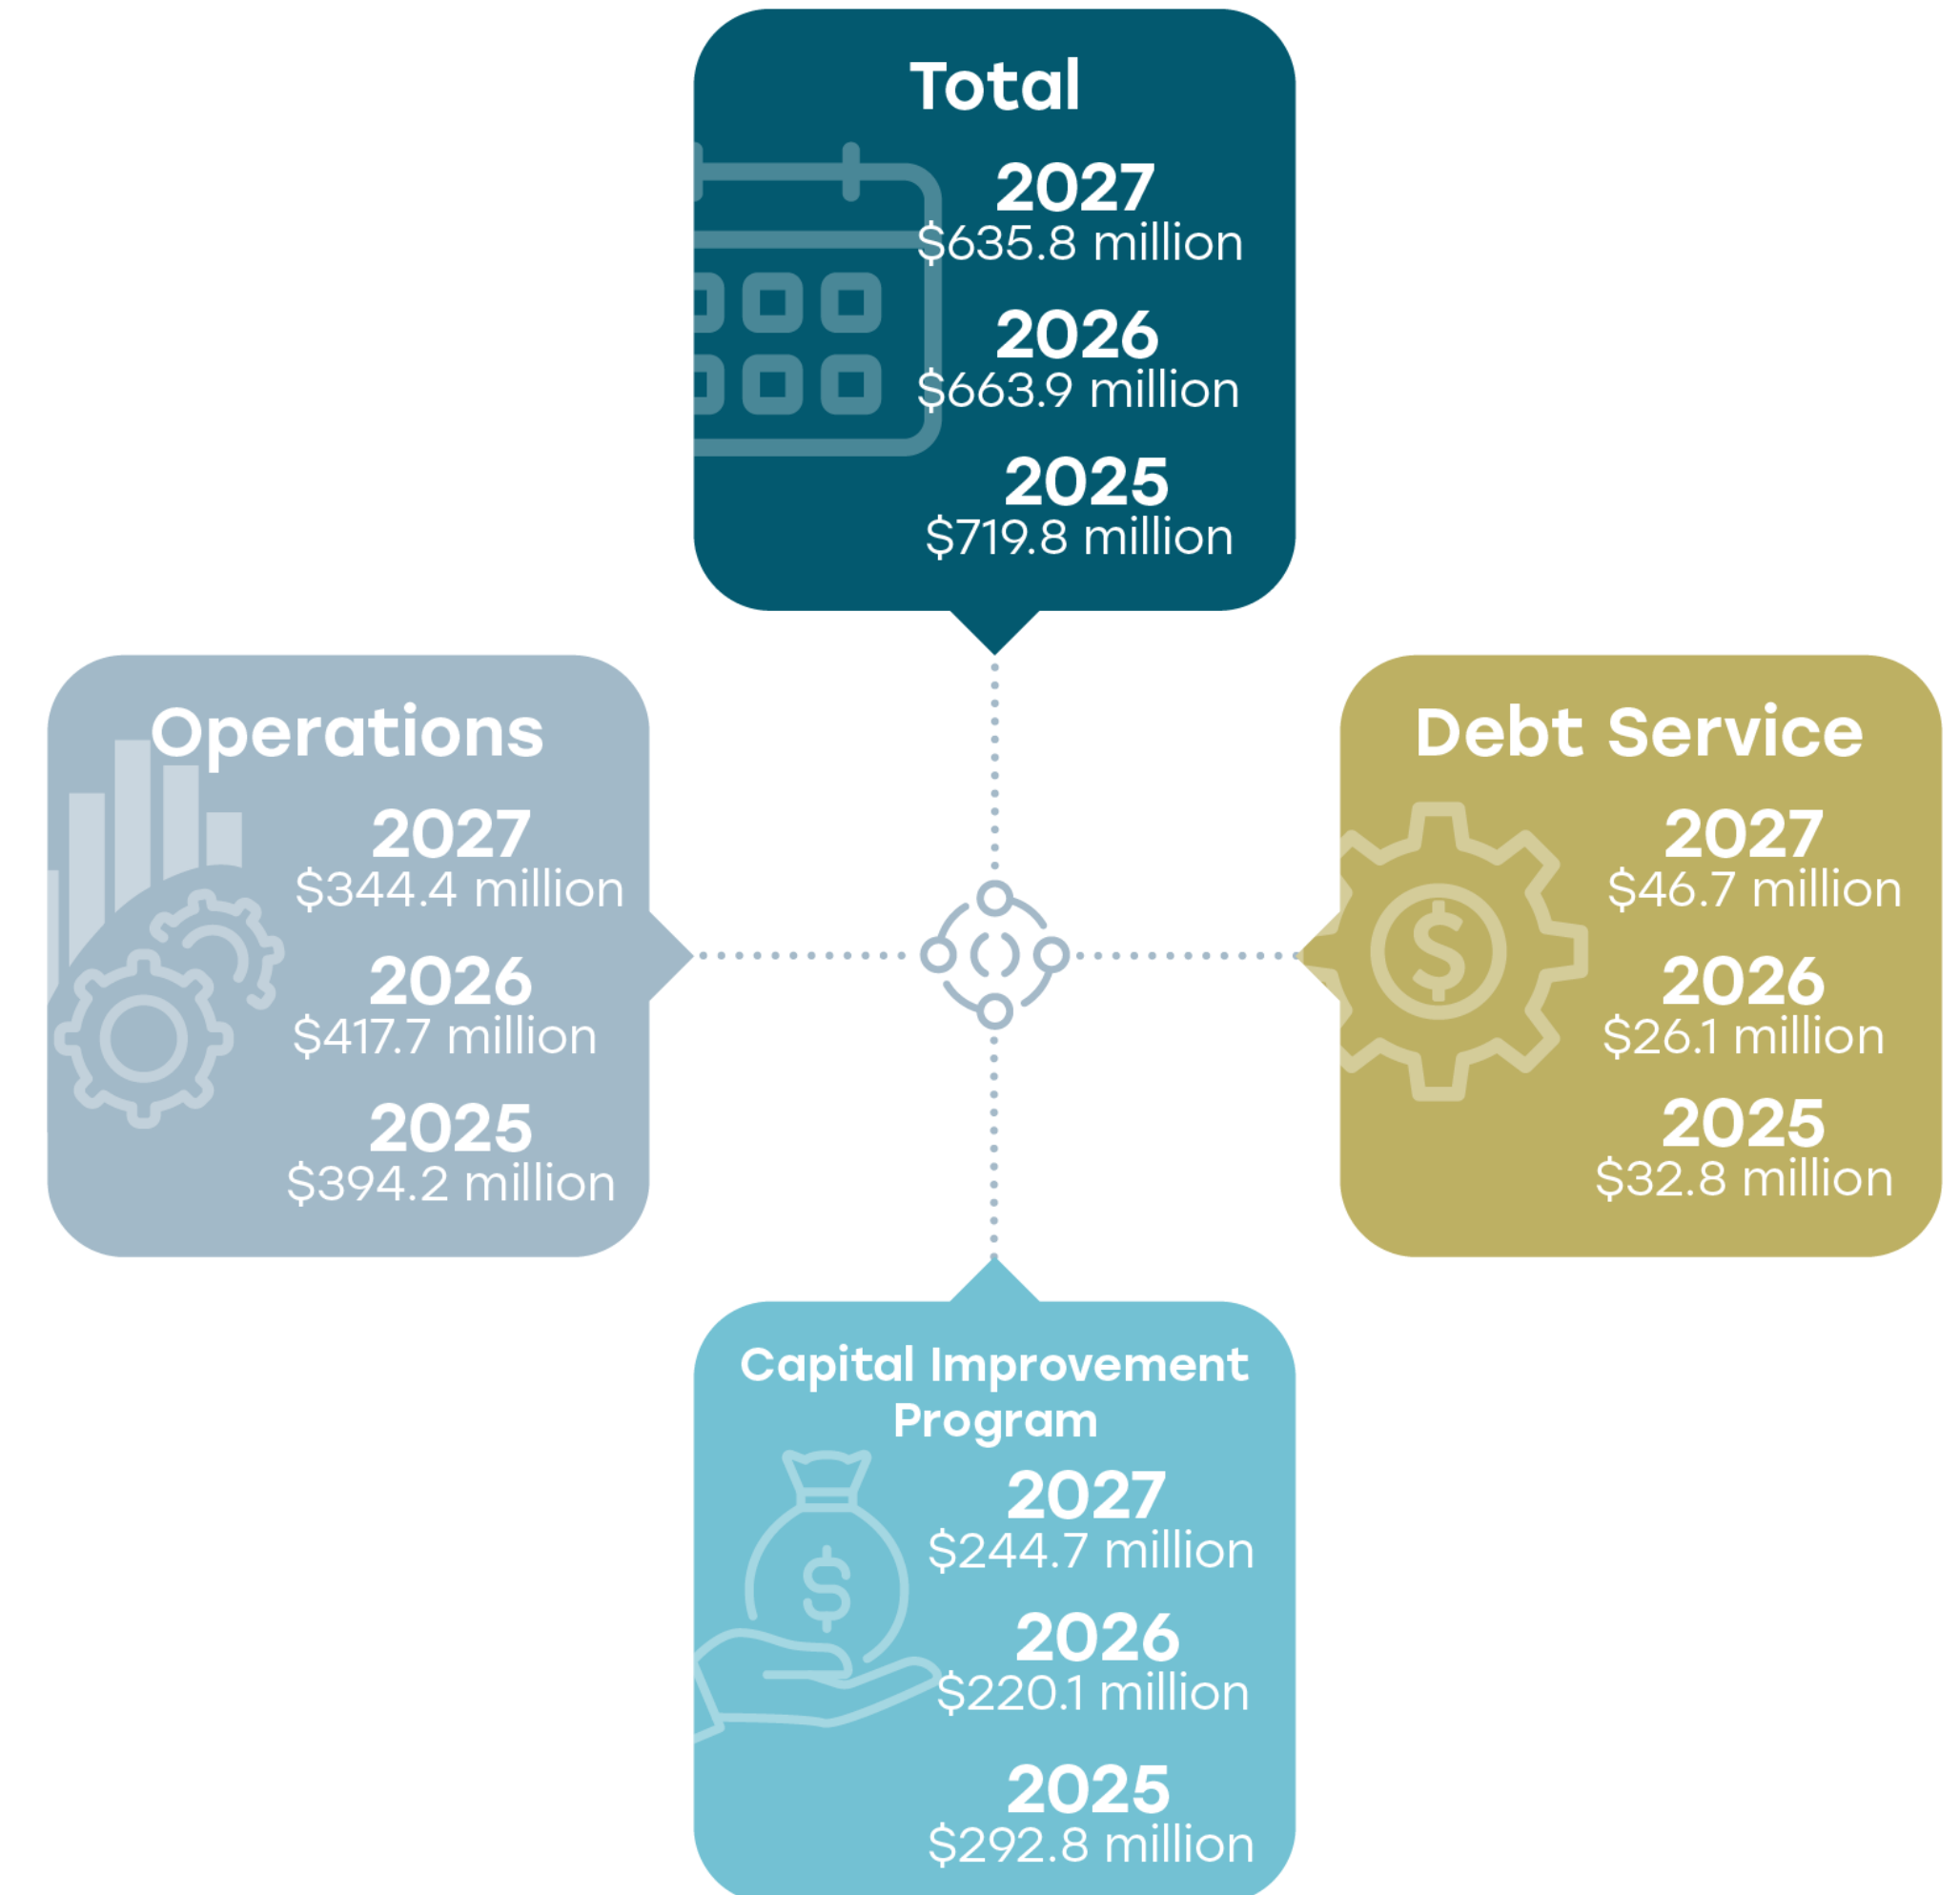 Total
2027
$635.8 million
2026
$663.9 million
2025
$719.8 million
Operations
2027
$344.4 million
2026
$417.7 million
2025
$394.2 million
Debt Service
2027
$46.7 million
2026
$26.1 million
2025
$32.8 million
Capital Improvement
Program
2027
$244.7 million
2026
$220.1 million
2025
$292.8 million